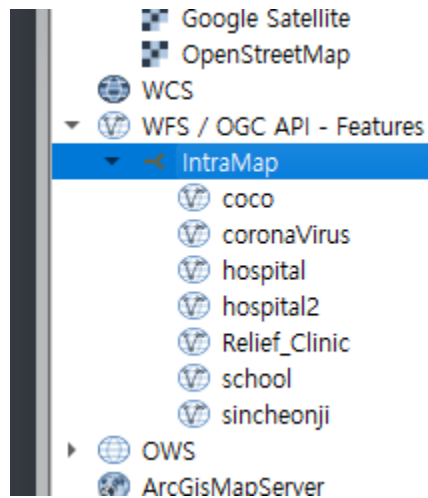 Google Satellite
OpenStreetMap
WCS
WFS / OGC API - Features
IntraMap
coco
coronaVirus
hospital
hospital2
Relief_Clinic
school
sincheonji
OWS
ArcGisMapServer